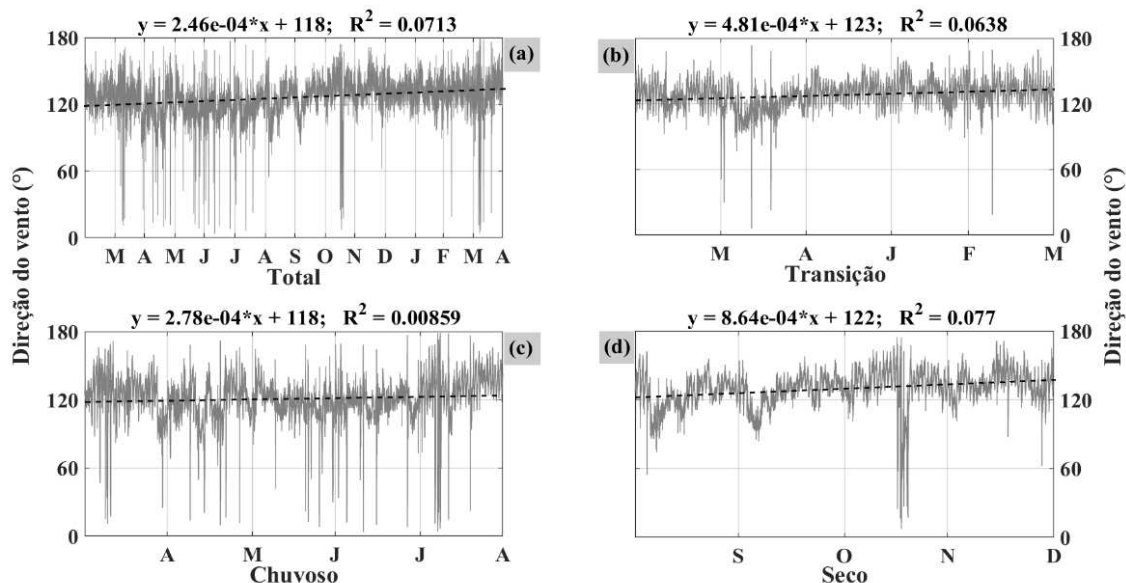 y = 2.46e-04*x + 118; R² = 0.0713
(a)
180
120
60
0
M A M J J A S O N D J F M A
Total
y = 4.81e-04*x + 123; R² = 0.0638
(b)
180
120
60
0
M A J F M
Transição
Direção do vento (°)
Direção do vento (°)
y = 2.78e-04*x + 118; R² = 0.00859
(c)
180
120
60
0
A M J J A
Chuvoso
y = 8.64e-04*x + 122; R² = 0.077
(d)
180
120
60
0
S O N D
Seco